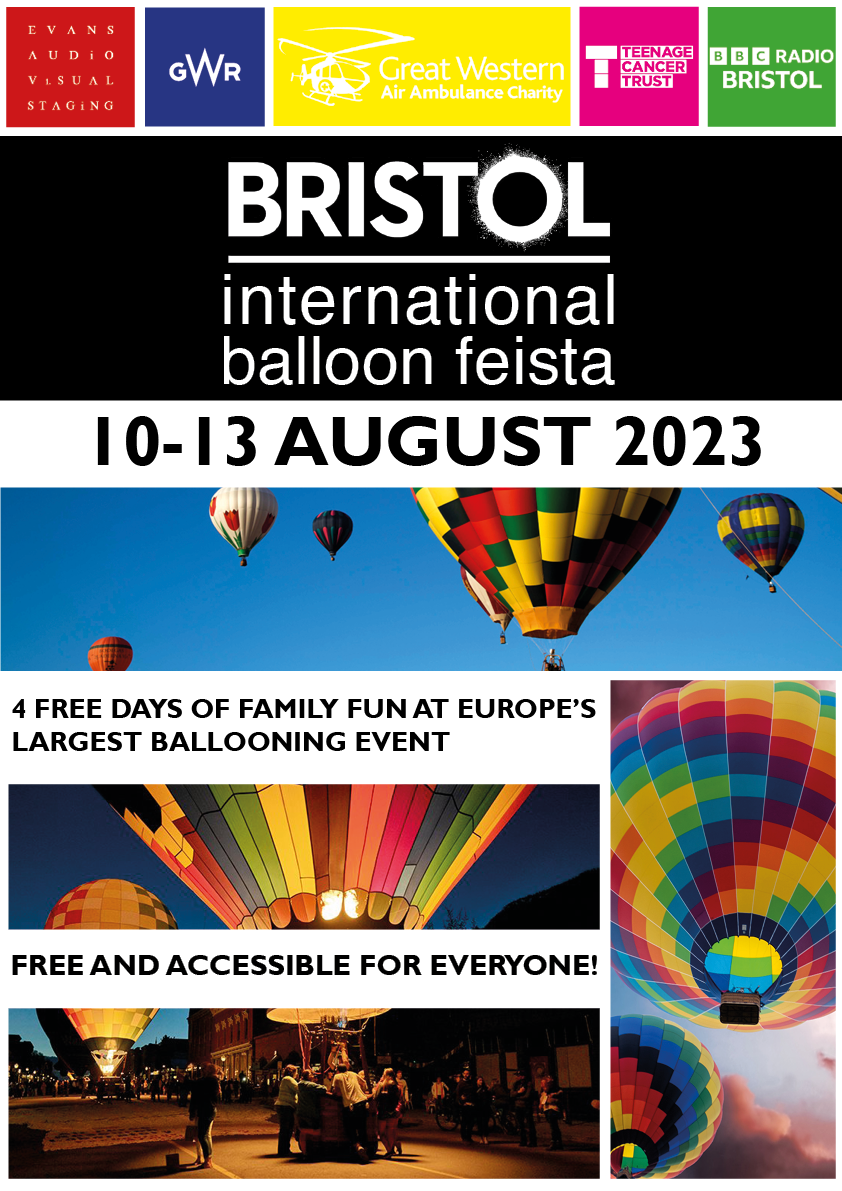 EVANS
AUDiO
ViSUAL
STAGiNG
GWR
Great Western
Air Ambulance Charity
TEENAGE
CANCER
TRUST
BBC RADIO
BRISTOL
BRISTOL
international
balloon feista
10-13 AUGUST 2023
4 FREE DAYS OF FAMILY FUN AT EUROPE'S
LARGEST BALLOONING EVENT
FREE AND ACCESSIBLE FOR EVERYONE!